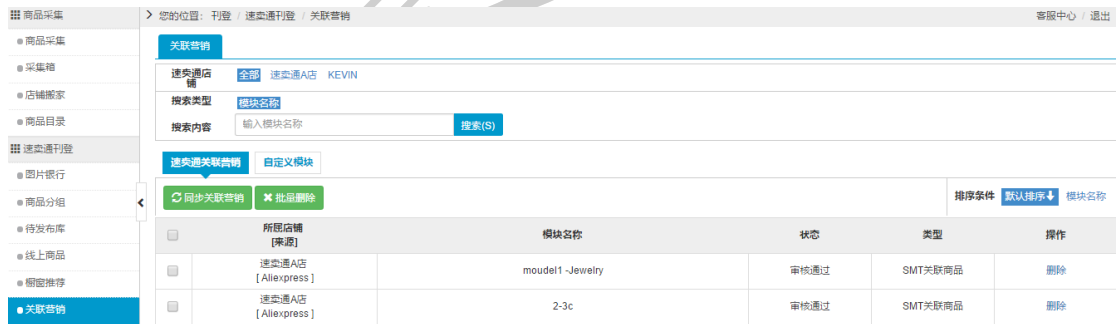 商品采集
商品采集
采集箱
店铺搬家
商品目录
速卖通刊登
图片银行
商品分组
待发布库
线上商品
橱窗推荐
关联营销
您的位置: 刊登 / 速卖通刊登 / 关联营销
客服中心 / 退出
关联营销
速卖通店铺 全部 速卖通A店 KEVIN
搜索类型 模块名称
搜索内容 输入模块名称 搜索(S)
速卖通关联营销 自定义模块
同步关联营销 批量删除
排序条件 默认排序 模块名称
所属店铺
[来源]
模块名称 状态 类型 操作
速卖通A店
[ Aliexpress ]
moudel1 -Jewelry 审核通过 SMT关联商品 删除
速卖通A店
[ Aliexpress ]
2-3c 审核通过 SMT关联商品 删除